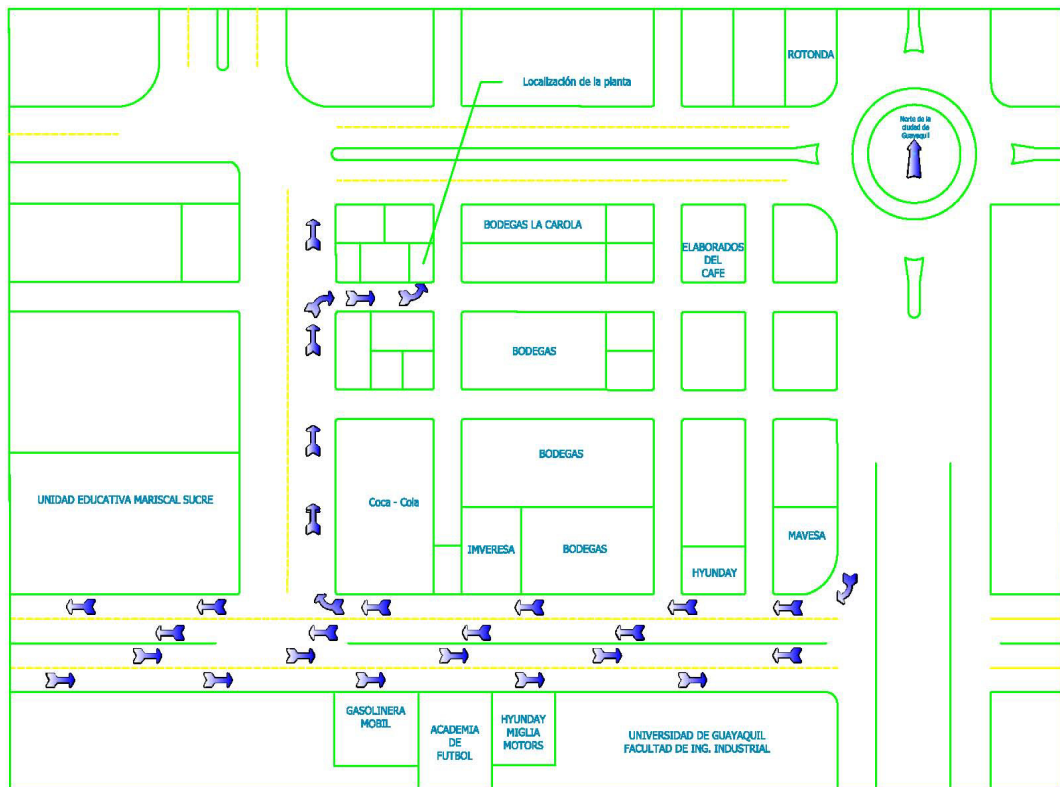 ROTONDA
Localización de la planta
Norte de la
ciudad de
Guayaquil
BODEGAS LA CAROLA
ELABORADOS
DEL
CAFE
BODEGAS
BODEGAS
UNIDAD EDUCATIVA MARISCAL SUCRE
Coca - Cola
MAVESA
IMVERESA
BODEGAS
HYUNDAY
GASOLINERA
MOBIL
ACADEMIA
DE
FUTBOL
HYUNDAY
MIGLIA
MOTORS
UNIVERSIDAD DE GUAYAQUIL
FACULTAD DE ING. INDUSTRIAL